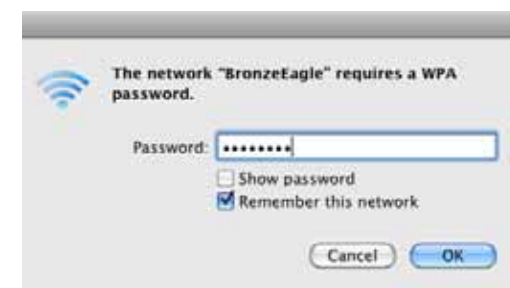 The network "BronzeEagle" requires a WPA
password.
Password: ••••••••
Show password
Remember this network
Cancel OK